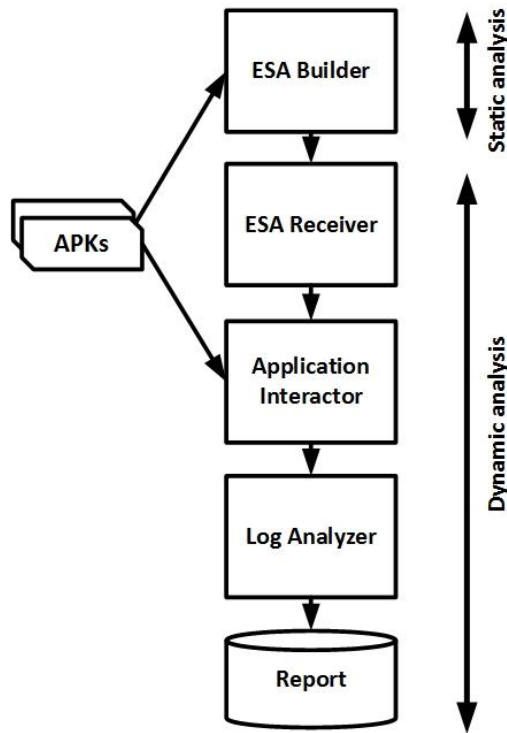 ESA Builder
Static analysis
APKs
ESA Receiver
Application
Interactor
Dynamic analysis
Log Analyzer
Report